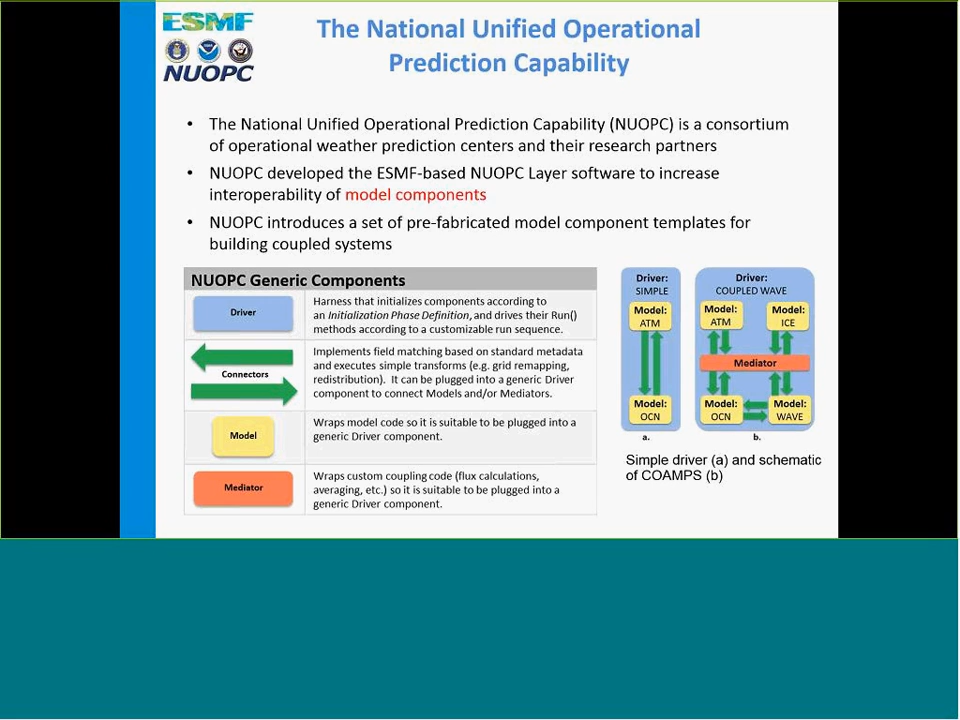 ESMF
NUOPC
The National Unified Operational
Prediction Capability
• The National Unified Operational Prediction Capability (NUOPC) is a consortium
of operational weather prediction centers and their research partners
• NUOPC developed the ESMF-based NUOPC Layer software to increase
interoperability of model components
• NUOPC introduces a set of pre-fabricated model component templates for
building coupled systems
NUOPC Generic Components
Driver
Harness that initializes components according to
an Initialization Phase Definition, and drives their Run()
methods according to a customizable run sequence.
Connectors
Implements field matching based on standard metadata
and executes simple transforms (e.g. grid remapping,
redistribution). It can be plugged into a generic Driver
component to connect Models and/or Mediators.
Model
Wraps model code so it is suitable to be plugged into a
generic Driver component.
Mediator
Wraps custom coupling code (flux calculations,
averaging, etc.) so it is suitable to be plugged into a
generic Driver component.
Driver:
SIMPLE
Model:
ATM
Model:
OCN
a.
Driver:
COUPLED WAVE
Model:
ATM
Model:
ICE
Mediator
Model:
OCN
Model:
WAVE
b.
Simple driver (a) and schematic
of COAMPS (b)